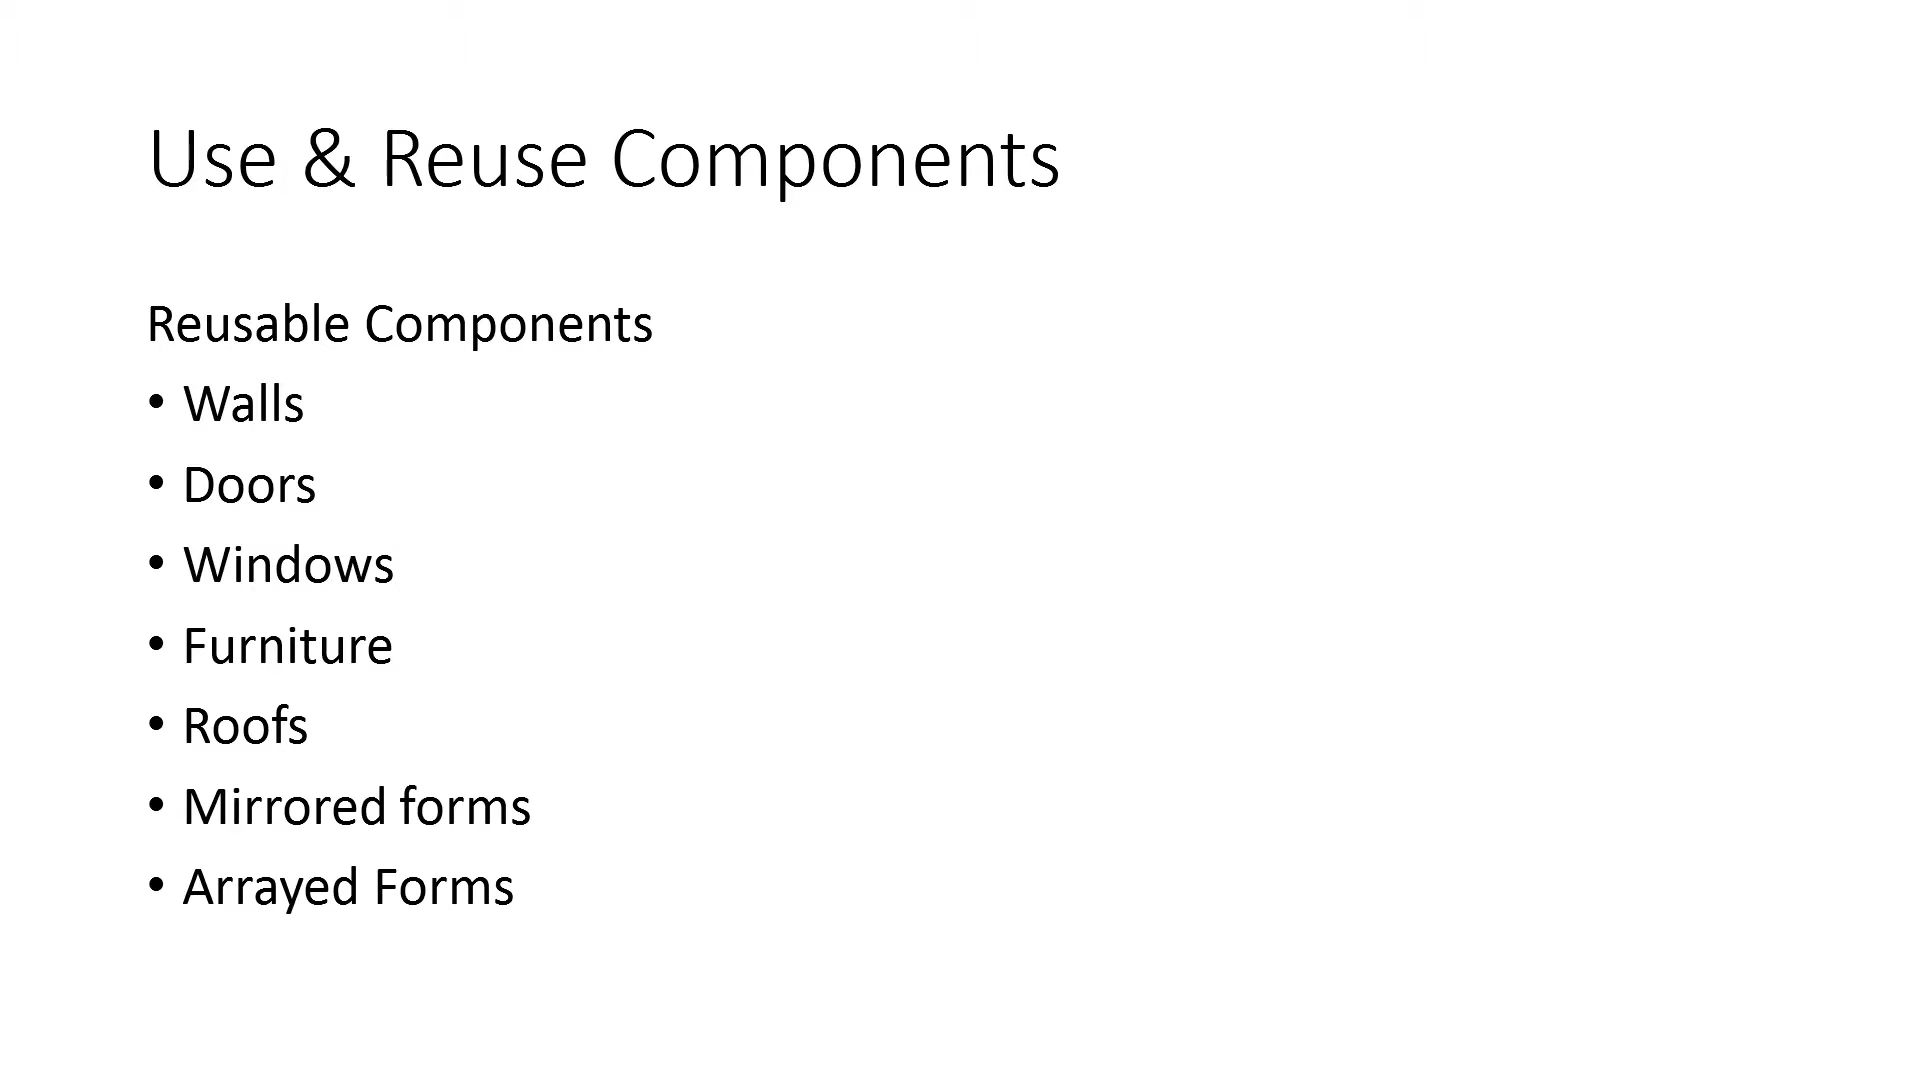 Use & Reuse Components
Reusable Components
• Walls
• Doors
• Windows
• Furniture
• Roofs
• Mirrored forms
• Arrayed Forms